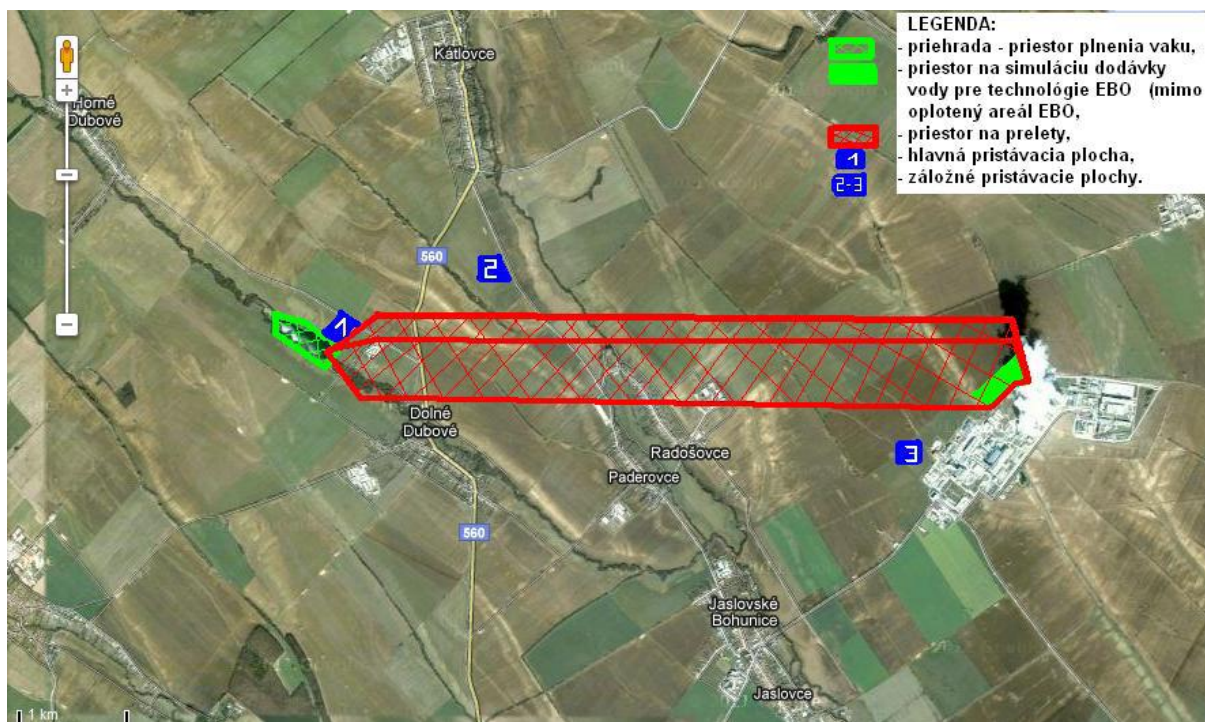 LEGENDA:
- priehrada - priestor plnenia vaku,
- priestor na simuláciu dodávky
vody pre technológie EBO (mimo
oplotený areál EBO,
- priestor na prelety,
1
- hlavná pristávacia plocha,
2-3
- záložné pristávacie plochy.
Kátlovce
Horné
Dubové
560
2
1
Dolné
Dubové
Radošovce
3
Paderovce
560
Jaslovské
Bohunice
Jaslovce
1 km